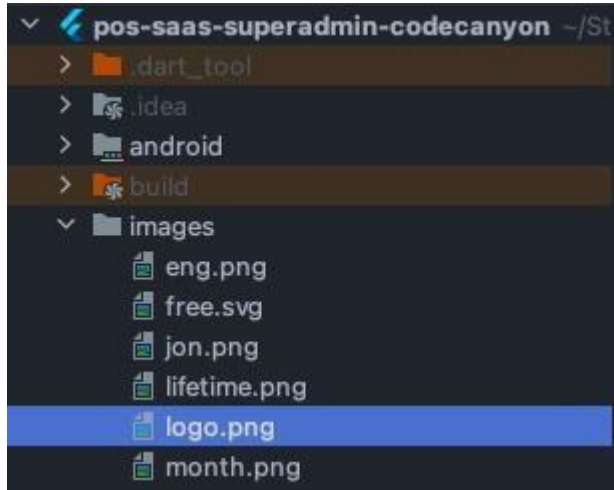 pos-saas-superadmin-codecanyon ~/St
.dart_tool
.idea
android
build
images
eng.png
free.svg
jon.png
lifetime.png
logo.png
month.png